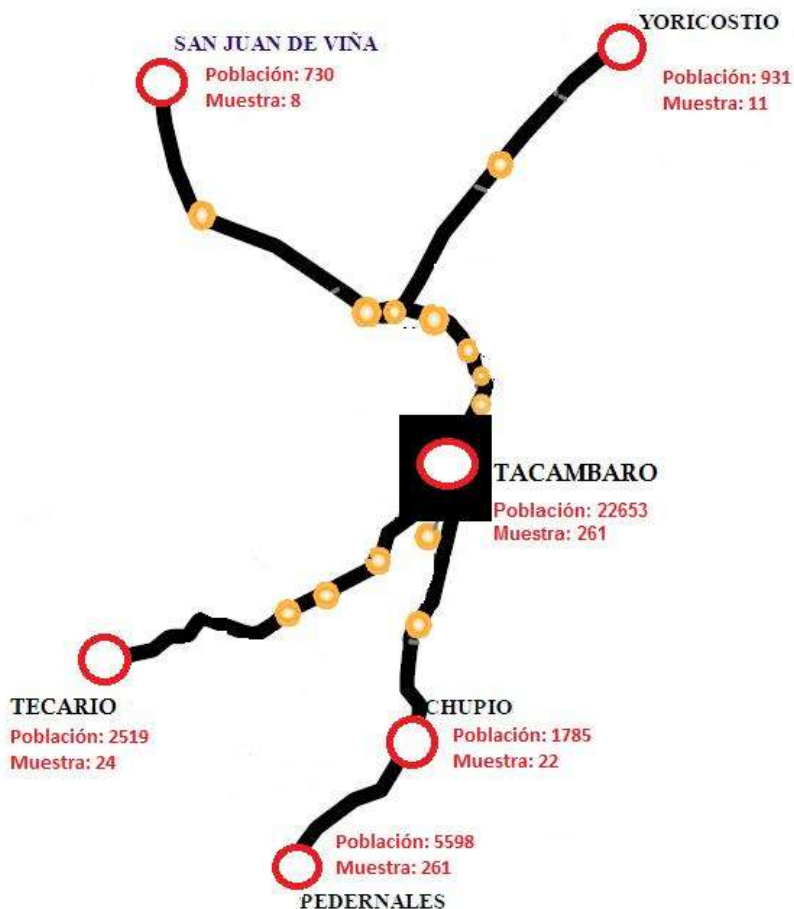 SAN JUAN DE VIÑA
Población: 730
Muestra: 8
YORICOSTIO
Población: 931
Muestra: 11
TACAMBARO
Población: 22653
Muestra: 261
TECARIO
Población: 2519
Muestra: 24
CHUPIO
Población: 1785
Muestra: 22
Población: 5598
Muestra: 261
PEDERNALES